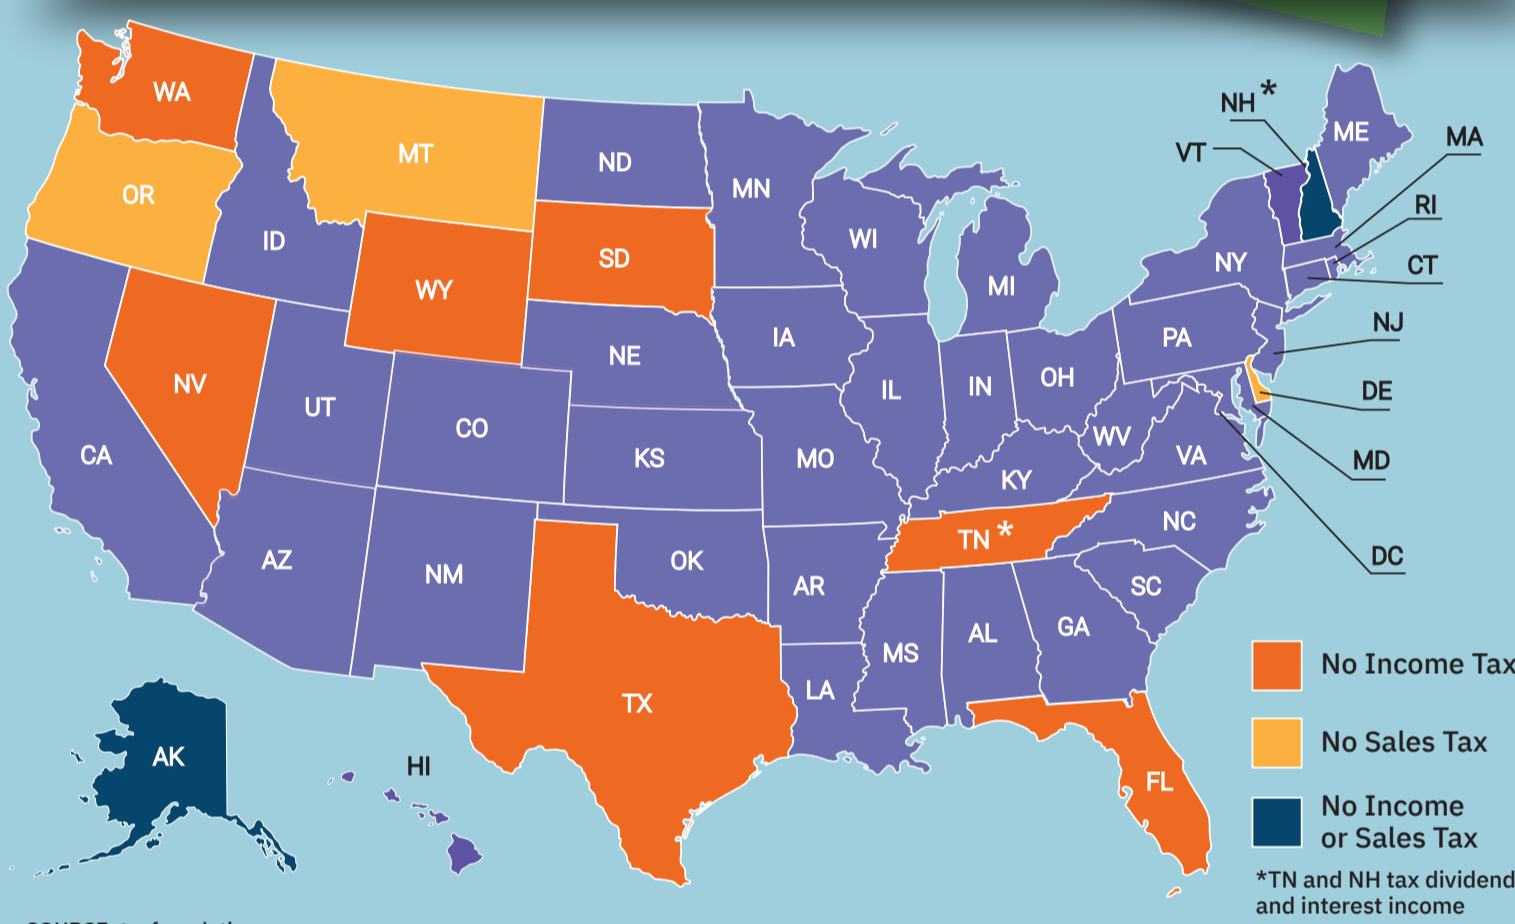 WA
MT
ND
MN
OR
ID
SD
WI
WY
MI
NH*
ME
VT
MA
RI
NY
CT
NV
UT
CO
NE
IA
IL
IN
OH
PA
NJ
DE
CA
KS
MO
KY
WV
VA
MD
AZ
NM
OK
AR
TN*
NC
SC
DC
TX
LA
MS
AL
GA
FL
AK
HI
No Income Tax
No Sales Tax
No Income
or Sales Tax
*TN and NH tax dividend
and interest income